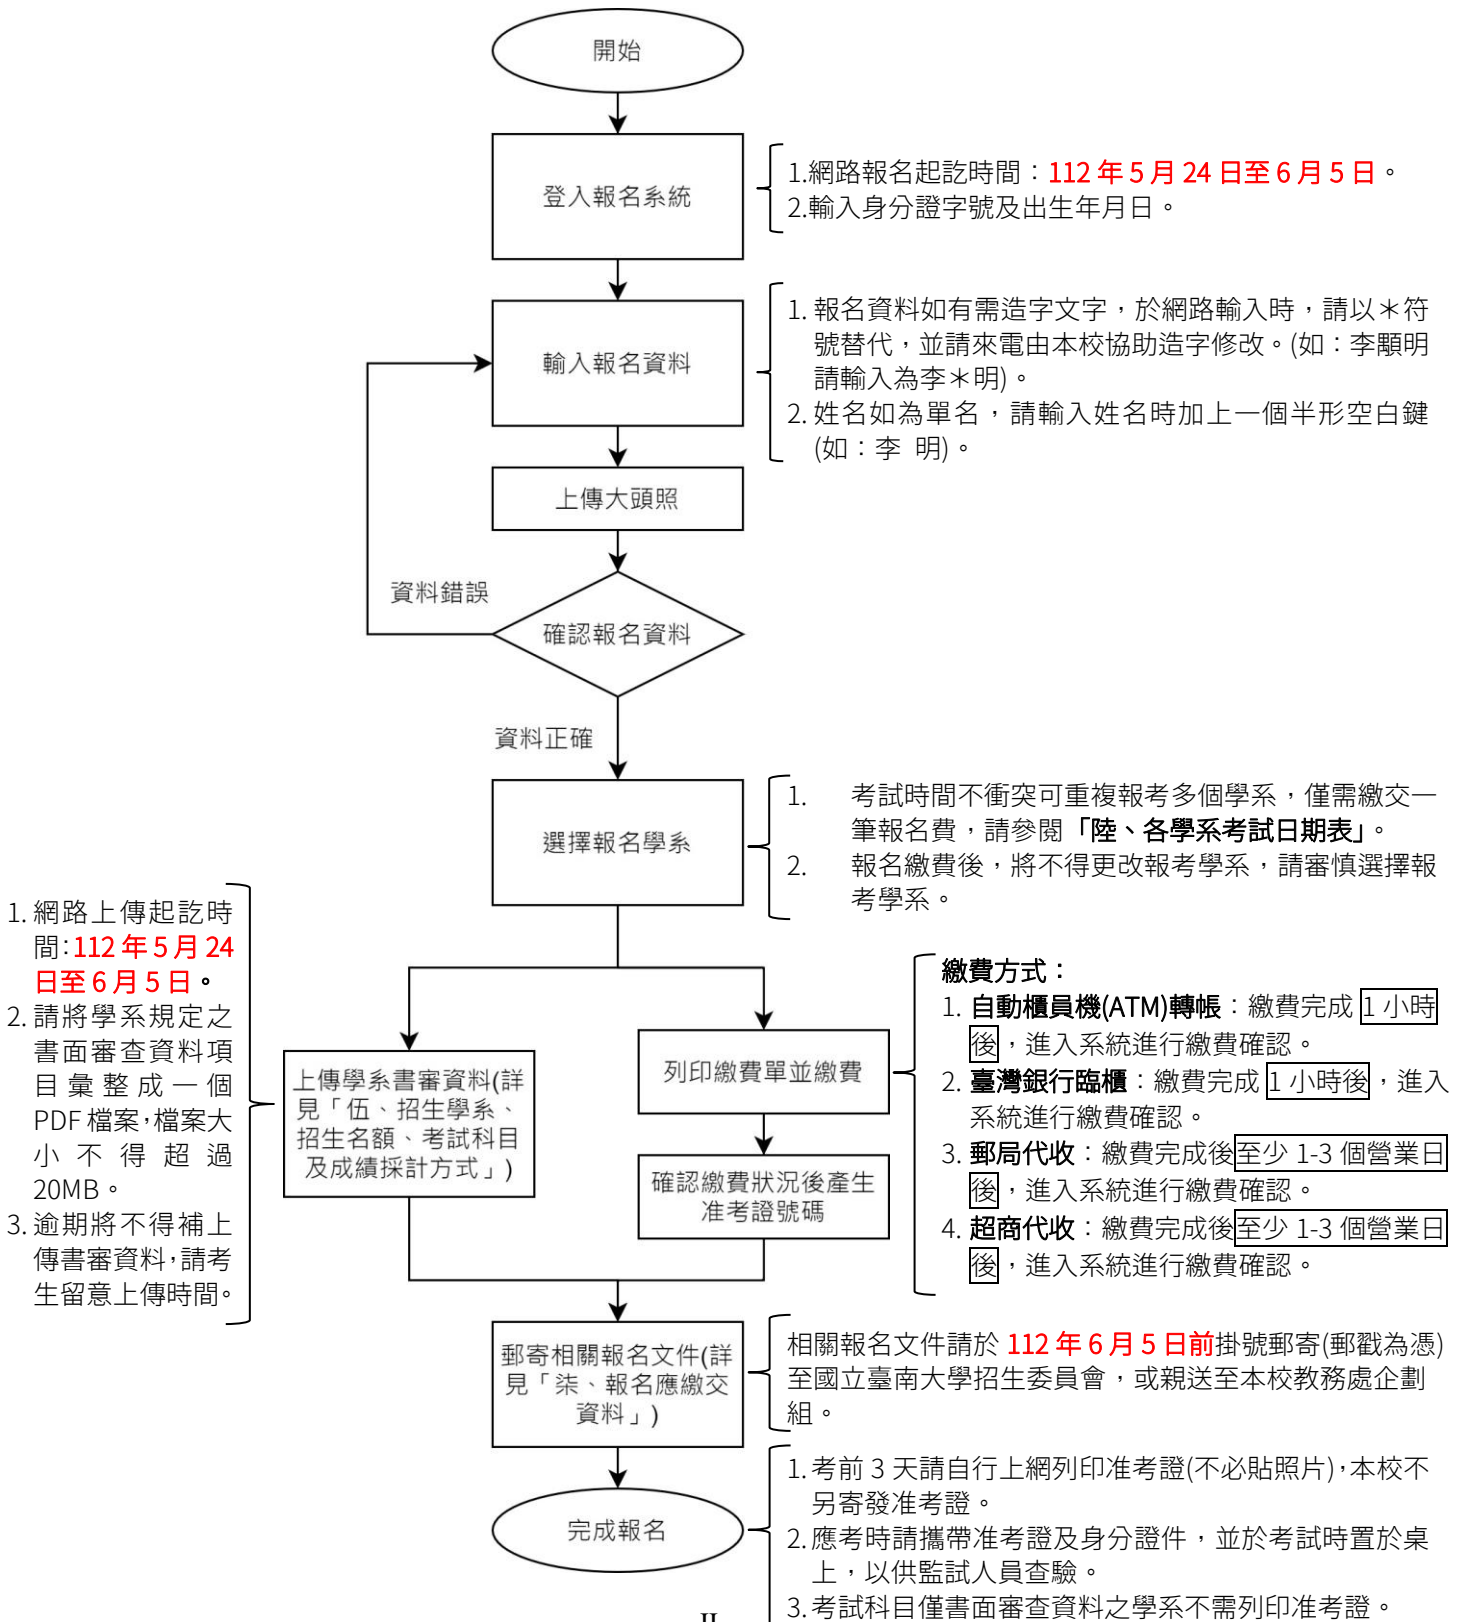 開始
登入報名系統
1.網路報名起訖時間：112 年 5 月 24 日至 6 月 5 日。
2.輸入身分證字號及出生年月日。
輸入報名資料
1. 報名資料如有需造字文字，於網路輸入時，請以＊符
號替代，並請來電由本校協助造字修改。(如：李顒明
請輸入為李＊明)。
2. 姓名如為單名，請輸入姓名時加上一個半形空白鍵
(如：李 明)。
上傳大頭照
資料錯誤
確認報名資料
資料正確
選擇報名學系
1. 考試時間不衝突可重複報考多個學系，僅需繳交一
筆報名費，請參閱「陸、各學系考試日期表」。
2. 報名繳費後，將不得更改報考學系，請審慎選擇報
考學系。
1. 網路上傳起訖時
間：112 年 5 月 24
日至 6 月 5 日。
2. 請將學系規定之
書面審查資料項
目彙整成一個
PDF 檔案，檔案大
小不得超過
20MB。
3. 逾期將不得補上
傳書審資料，請考
生留意上傳時間。
上傳學系書審資料(詳
見「伍、招生學系、
招生名額、考試科目
及成績採計方式」)
列印繳費單並繳費
確認繳費狀況後產生
准考證號碼
繳費方式：
1. 自動櫃員機(ATM)轉帳：繳費完成 1 小時
後，進入系統進行繳費確認。
2. 臺灣銀行臨櫃：繳費完成 1 小時後，進入
系統進行繳費確認。
3. 郵局代收：繳費完成後至少 1-3 個營業日
後，進入系統進行繳費確認。
4. 超商代收：繳費完成後至少 1-3 個營業日
後，進入系統進行繳費確認。
郵寄相關報名文件(詳
見「柒、報名應繳交
資料」)
相關報名文件請於 112 年 6 月 5 日前掛號郵寄(郵戳為憑)
至國立臺南大學招生委員會，或親送至本校教務處企劃
組。
完成報名
1. 考前 3 天請自行上網列印准考證(不必貼照片)，本校不
另寄發准考證。
2. 應考時請攜帶准考證及身分證件，並於考試時置於桌
上，以供監試人員查驗。
3. 考試科目僅書面審查資料之學系不需列印准考證。
II